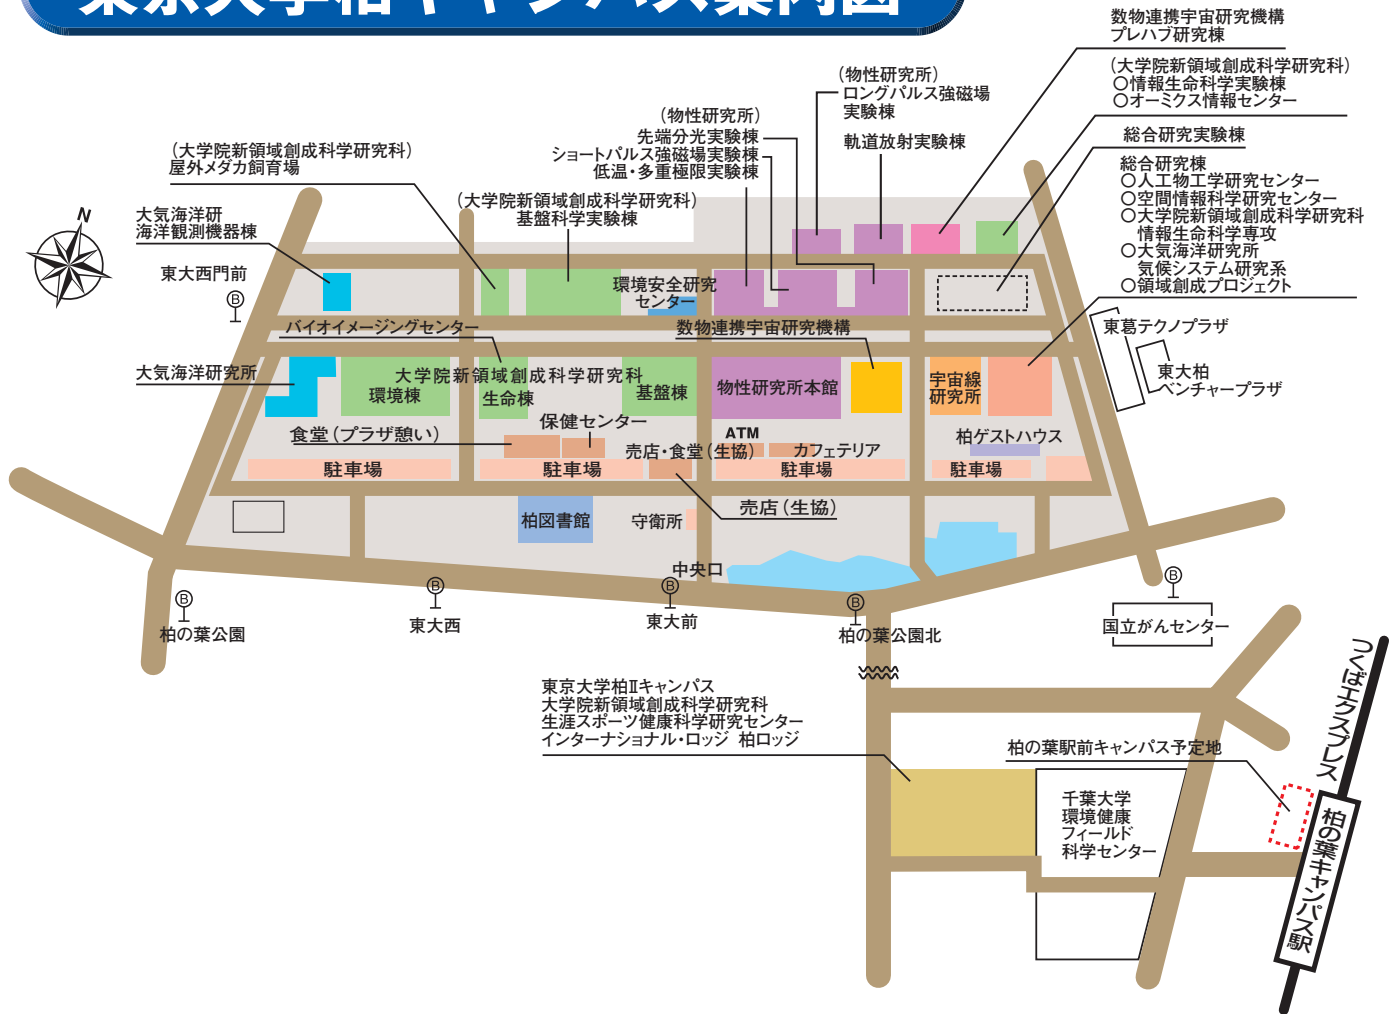 東京大学柏キャンパス案内図
数物連携宇宙研究機構
プレハブ研究棟
(大学院新領域創成科学研究科)
〇情報生命科学実験棟
〇オーミクス情報センター
総合研究実験棟
総合研究棟
〇人工物工学研究センター
〇空間情報科学研究センター
〇大学院新領域創成科学研究科
情報生命科学専攻
〇大気海洋研究所
気候システム研究系
〇領域創成プロジェクト
(物性研究所)
ロングパルス強磁場
実験棟
軌道放射実験棟
(物性研究所)
先端分光実験棟
ショートパルス強磁場実験棟
低温・多重極限実験棟
(大学院新領域創成科学研究科)
屋外メダカ飼育場
(大学院新領域創成科学研究科)
基盤科学実験棟
大気海洋研
海洋観測機器棟
N
東大西門前
B
環境安全研究
センター
バイオイメージングセンター
数物連携宇宙研究機構
東葛テクノプラザ
東大柏
ベンチャープラザ
大気海洋研究所
大学院新領域創成科学研究科
環境棟
生命棟
基盤棟
物性研究所本館
宇宙線
研究所
食堂(プラザ憩い)
保健センター
売店・食堂(生協)
ATM
カフェテリア
柏ゲストハウス
駐車場
駐車場
駐車場
駐車場
柏図書館
守衛所
売店(生協)
中央口
B
柏の葉公園
B
東大西
B
東大前
B
柏の葉公園北
B
国立がんセンター
東京大学柏Ⅱキャンパス
大学院新領域創成科学研究科
生涯スポーツ健康科学研究センター
インターナショナル・ロッジ 柏ロッジ
柏の葉駅前キャンパス予定地
千葉大学
環境健康
フィールド
科学センター
つくばエクスプレス
柏の葉キャンパス駅